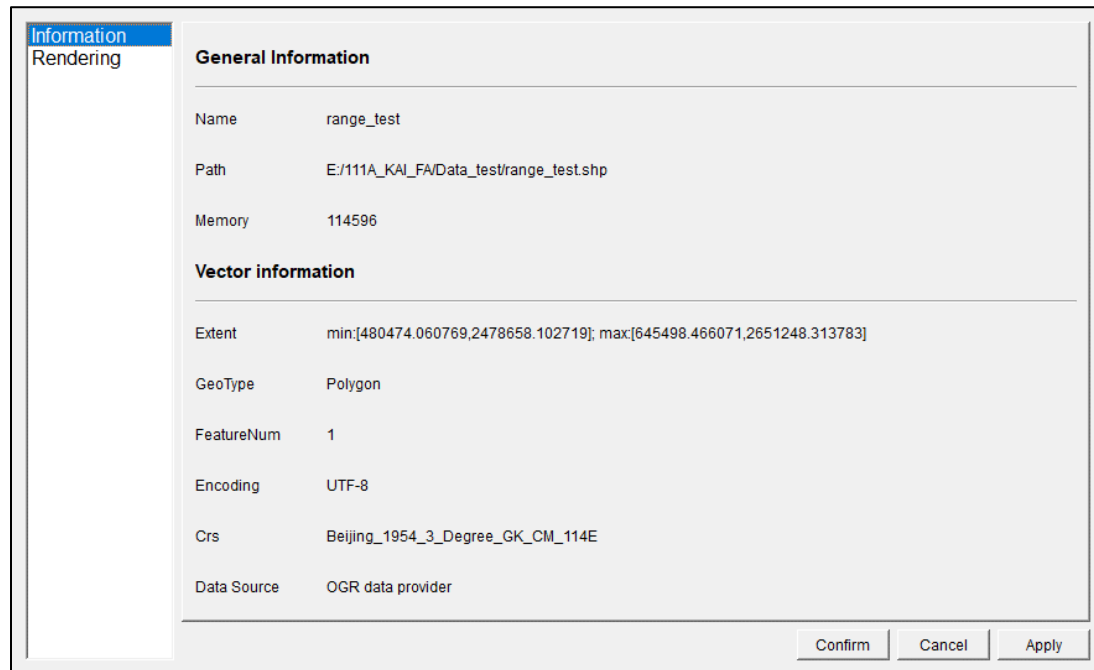 Information
Rendering
General Information
Name range_test
Path E:/111A_KAI_FA/Data_test/range_test.shp
Memory 114596
Vector information
Extent min:[480474.060769,2478658.102719]; max:[645498.466071,2651248.313783]
GeoType Polygon
FeatureNum 1
Encoding UTF-8
Crs Beijing_1954_3_Degree_GK_CM_114E
Data Source OGR data provider
Confirm Cancel Apply